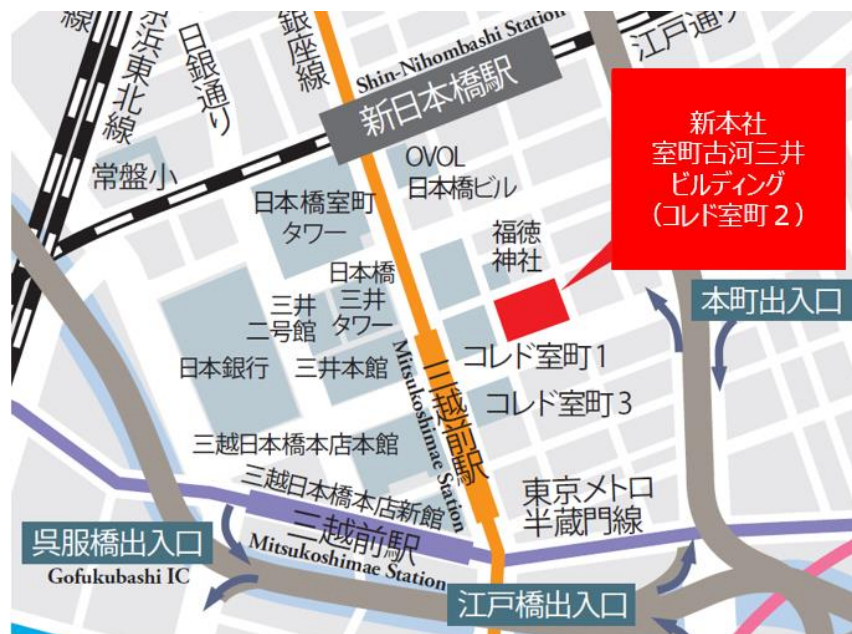 線
京浜東北線
日銀通り
銀座線
Shin-Nihombashi Station
新日本橋駅
江戸通り
新本社
室町古河三井
ビルディング
（コレド室町２）
常盤小
OVOL
日本橋ビル
日本橋室町
タワー
福徳
神社
日本橋
三井
タワー
三井
二号館
本町出入口
日本銀行
三井本館
コレド室町1
コレド室町3
三越前駅
Mitsukoshimae Station
三越日本橋本店本館
三越日本橋本店新館
東京メトロ
半蔵門線
呉服橋出入口
Gofukubashi IC
三越前駅
Mitsukoshimae Station
江戸橋出入口